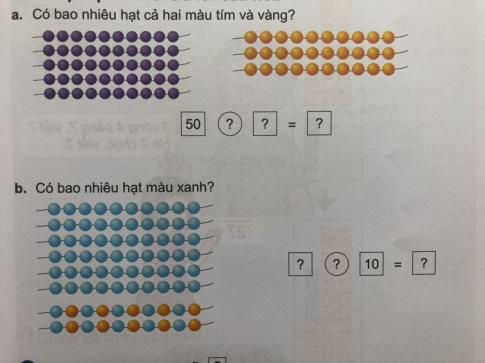 a. Có bao nhiêu hạt cả hai màu tím và vàng?
50 ? ? = ?
b. Có bao nhiêu hạt màu xanh?
? ? 10 = ?